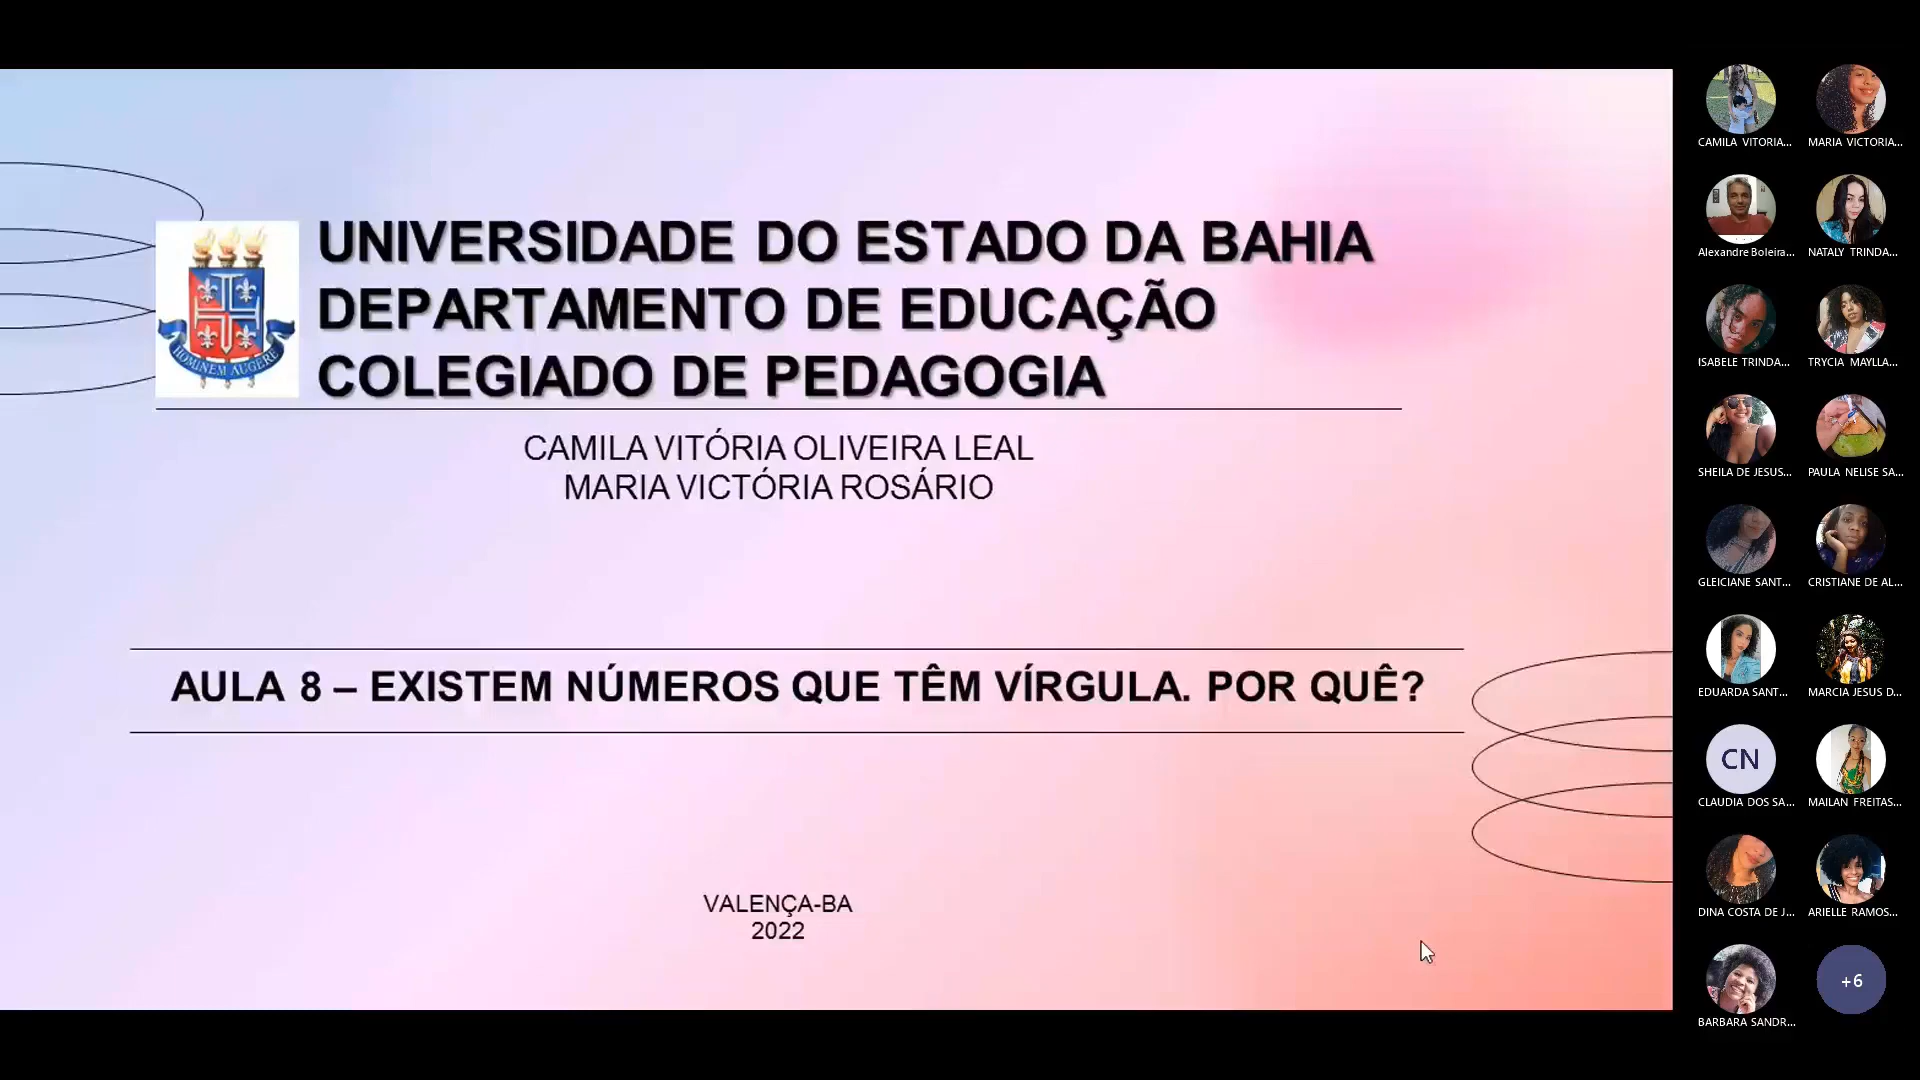 UNIVERSIDADE DO ESTADO DA BAHIA
DEPARTAMENTO DE EDUCAÇÃO
COLEGIADO DE PEDAGOGIA
HOMINEM AUGERE
CAMILA VITÓRIA OLIVEIRA LEAL
MARIA VICTÓRIA ROSÁRIO
AULA 8 – EXISTEM NÚMEROS QUE TÊM VÍRGULA. POR QUÊ?
VALENÇA-BA
2022
CAMILA VITORIA...
MARIA VICTORIA...
Alexandre Boleira...
NATALY TRINDA...
ISABELE TRINDA...
TRYCIA MAYLLA...
SHEILA DE JESUS...
PAULA NELISE SA...
GLEICIANE SANT...
CRISTIANE DE AL...
EDUARDA SANT...
MARCIA JESUS D...
CN
CLAUDIA DOS SA...
MAILAN FREITAS...
DINA COSTA DE J...
ARIELLE RAMOS...
BARBARA SANDR...
+6